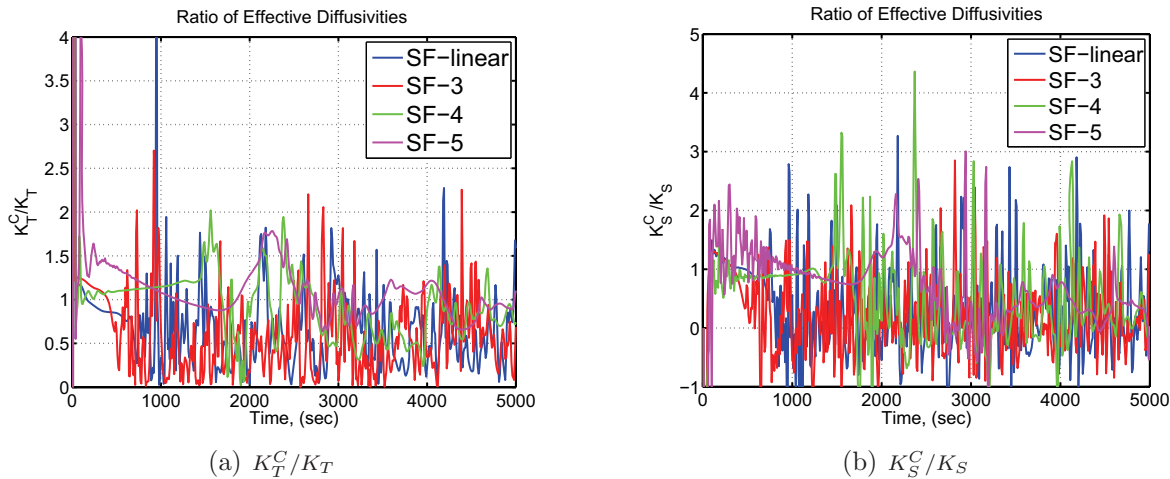 Ratio of Effective Diffusivities
K_T^C/K_T
4
3.5
3
2.5
2
1.5
1
0.5
0
0 1000 2000 3000 4000 5000
Time, (sec)
SF−linear
SF−3
SF−4
SF−5
(a) K_T^C/K_T
Ratio of Effective Diffusivities
K_S^C/K_S
5
4
3
2
1
0
−1
0 1000 2000 3000 4000 5000
Time, (sec)
SF−linear
SF−3
SF−4
SF−5
(b) K_S^C/K_S